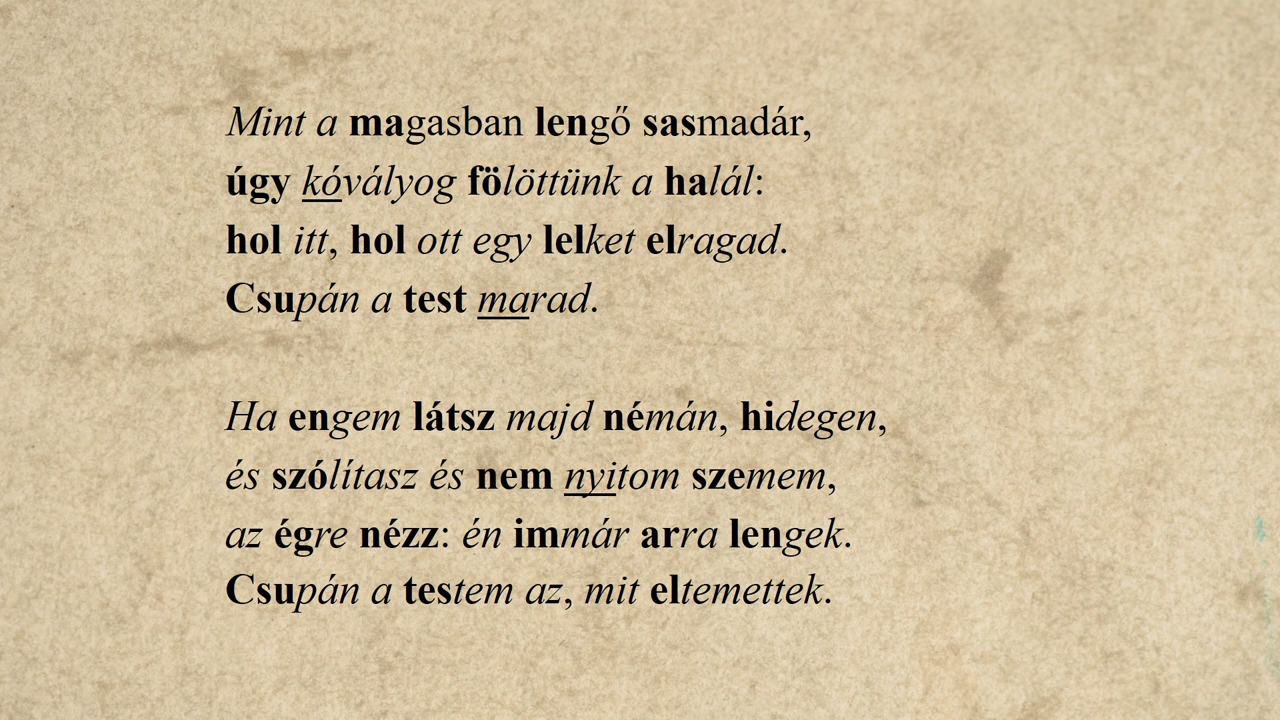 Mint a magasban lengő sasmadár,
úgy kóvályog fölöttünk a halál:
hol itt, hol ott egy lelket elragad.
Csupán a test marad.
Ha engem látsz majd némán, hidegen,
és szólítasz és nem nyitom szemem,
az égre nézz: én immár arra lengek.
Csupán a testem az, mit eltemettek.